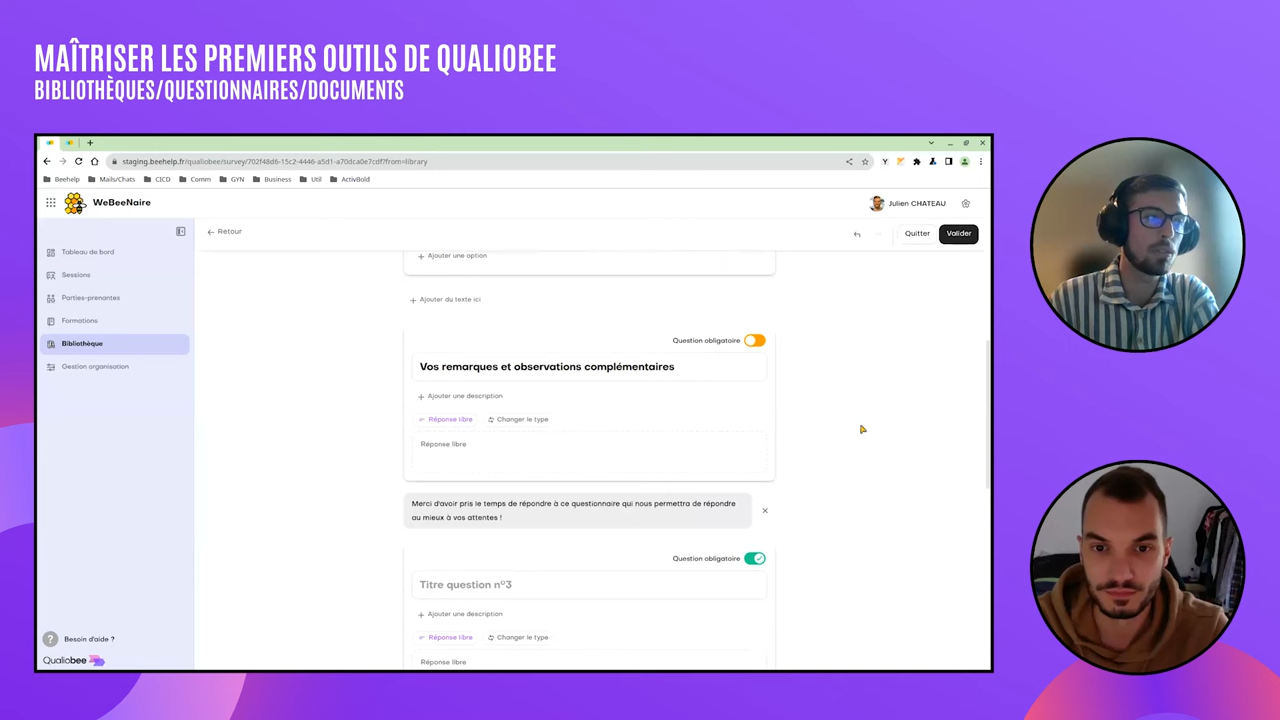 MAÎTRISER LES PREMIERS OUTILS DE QUALIOBEE
BIBLIOTHÈQUES/QUESTIONNAIRES/DOCUMENTS
staging.beehelp.fr/qualiobee/survey/702f48d6-15c2-4446-a5d1-a70dca0e7cdf?from=library
Beehelp
Mails/Chats
CICD
Comm
GYN
Business
Util
ActivBold
WeBeeNaire
Julien CHATEAU
Retour
Quitter
Valider
Tableau de bord
Sessions
Parties-prenantes
Formations
Bibliothèque
Gestion organisation
Ajouter une option
Ajouter du texte ici
Question obligatoire
Vos remarques et observations complémentaires
Ajouter une description
Réponse libre
Changer le type
Réponse libre
Merci d'avoir pris le temps de répondre à ce questionnaire qui nous permettra de répondre
au mieux à vos attentes !
Question obligatoire
Titre question n°3
Ajouter une description
Réponse libre
Changer le type
Réponse libre
? Besoin d'aide ?
Qualiobee